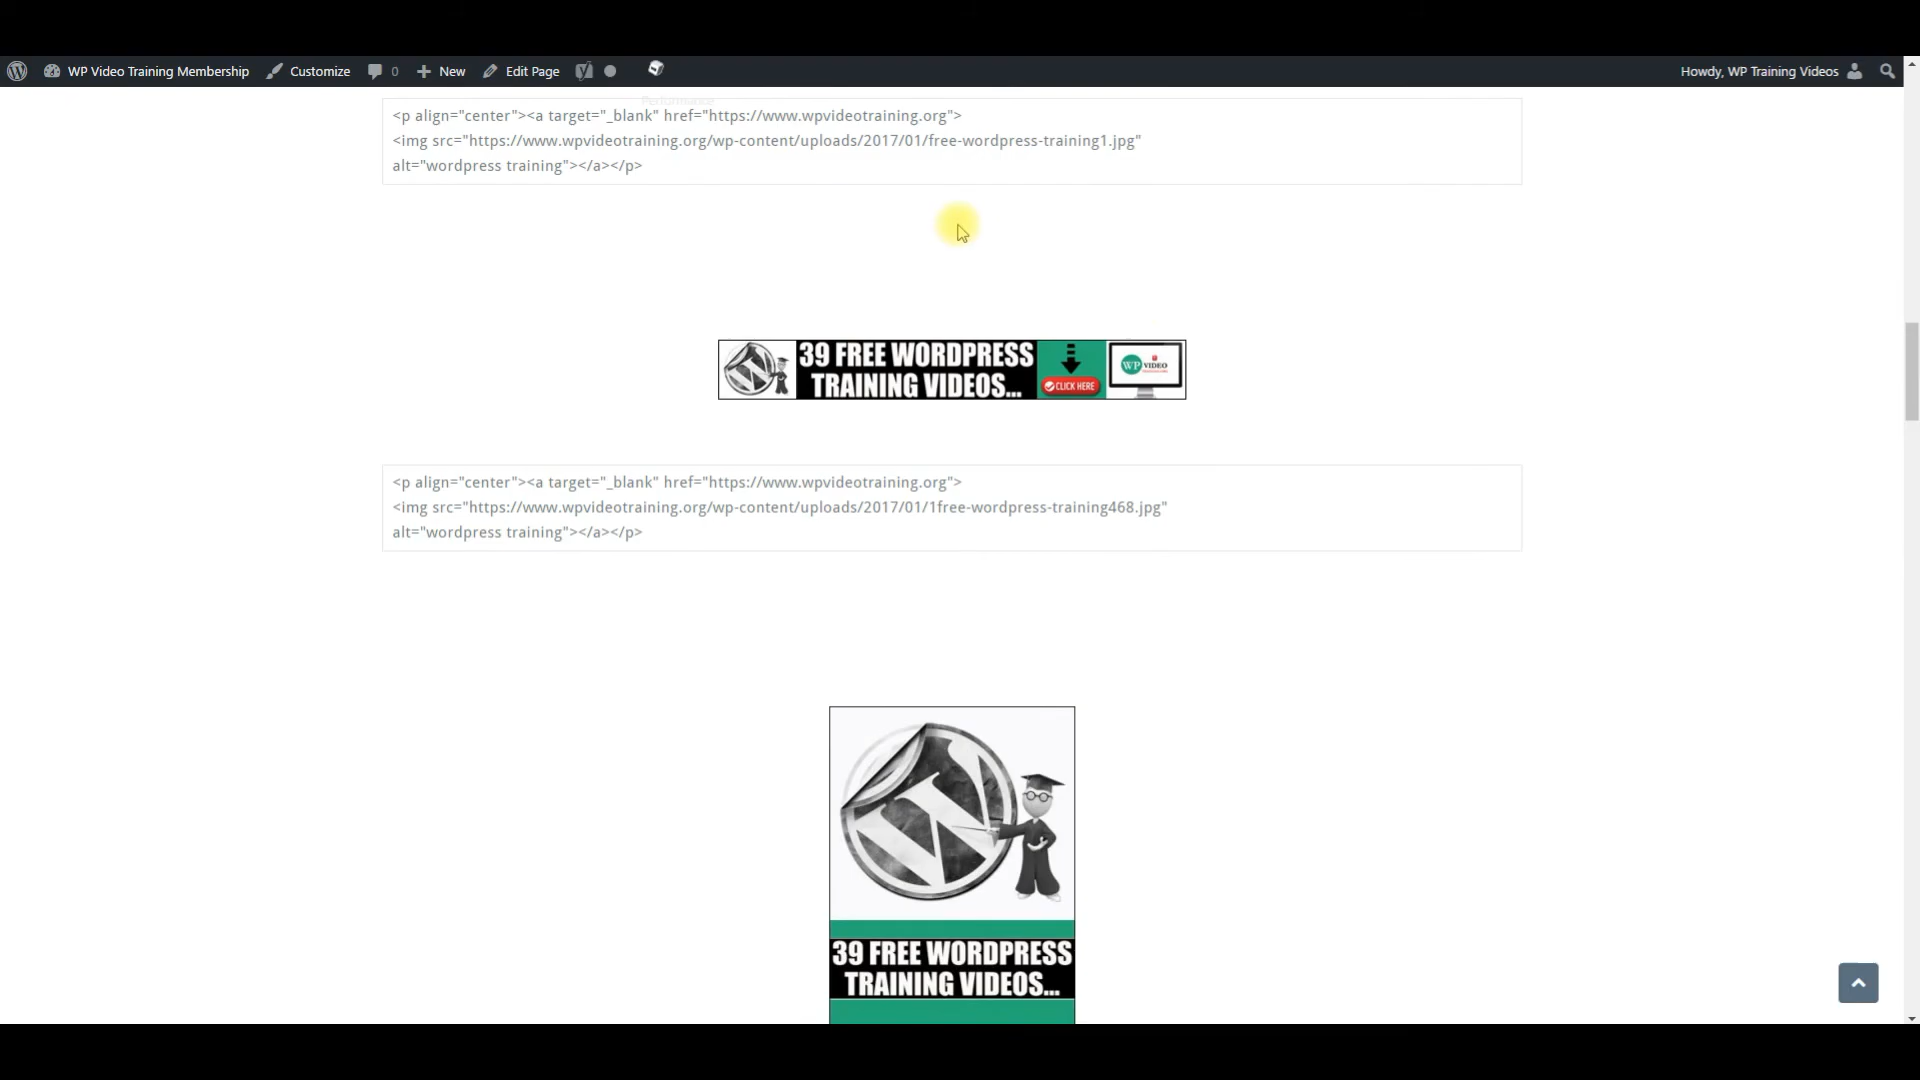 WP Video Training Membership Customize 0 New Edit Page Howdy, WP Training Videos
Performance
<p align="center"><a target="_blank" href="https://www.wpvideotraining.org">
<img src="https://www.wpvideotraining.org/wp-content/uploads/2017/01/free-wordpress-training1.jpg"
alt="wordpress training"></a></p>
39 FREE WORDPRESS
TRAINING VIDEOS...
CLICK HERE
WP VIDEO
<p align="center"><a target="_blank" href="https://www.wpvideotraining.org">
<img src="https://www.wpvideotraining.org/wp-content/uploads/2017/01/1free-wordpress-training468.jpg"
alt="wordpress training"></a></p>
39 FREE WORDPRESS
TRAINING VIDEOS...